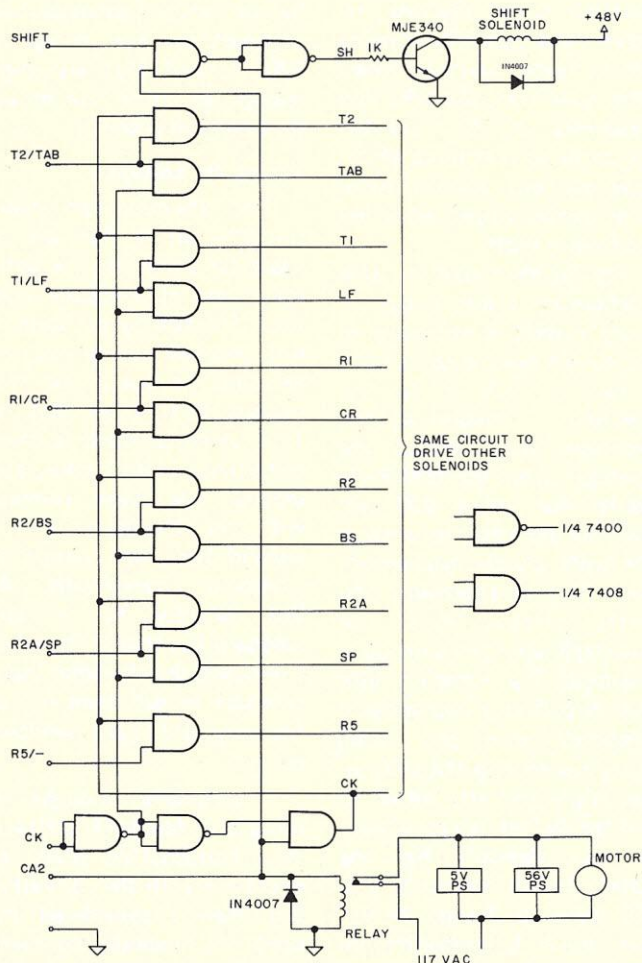 SHIFT
SH
1K
MJE340
SHIFT
SOLENOID
+48V
IN4007
T2/TAB
T2
TAB
T1/LF
T1
LF
R1/CR
R1
CR
SAME CIRCUIT TO
DRIVE OTHER
SOLENOIDS
R2/BS
R2
BS
1/4 7400
1/4 7408
R2A/SP
R2A
SP
R5/—
R5
CK
CK
CA2
IN4007
RELAY
5V
PS
56V
PS
MOTOR
117 VAC